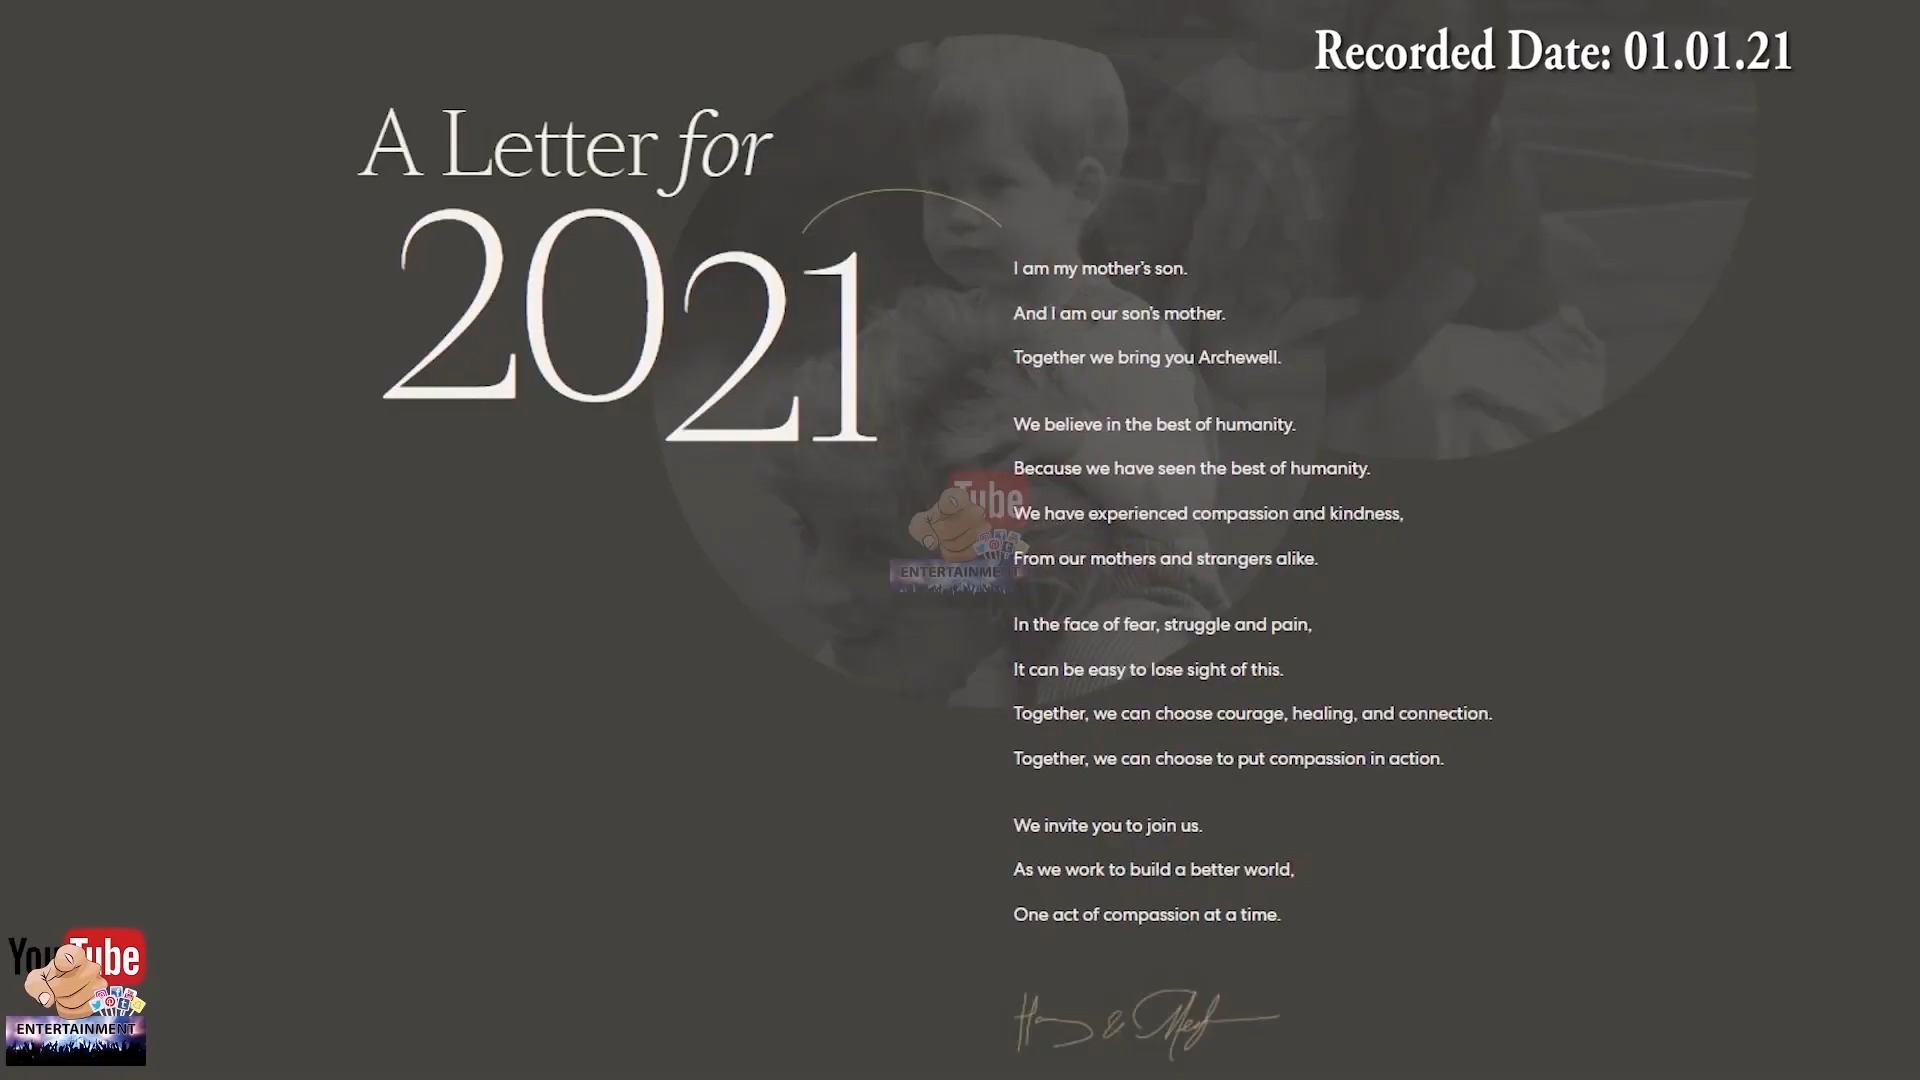 Recorded Date: 01.01.21
A Letter for
2021
I am my mother's son.
And I am our son's mother.
Together we bring you Archewell.
We believe in the best of humanity.
Because we have seen the best of humanity.
We have experienced compassion and kindness,
From our mothers and strangers alike.
In the face of fear, struggle and pain,
It can be easy to lose sight of this.
Together, we can choose courage, healing, and connection.
Together, we can choose to put compassion in action.
We invite you to join us.
As we work to build a better world,
One act of compassion at a time.
Harry & Megh
Tube
ENTERTAINMENT
YouTube
ENTERTAINMENT